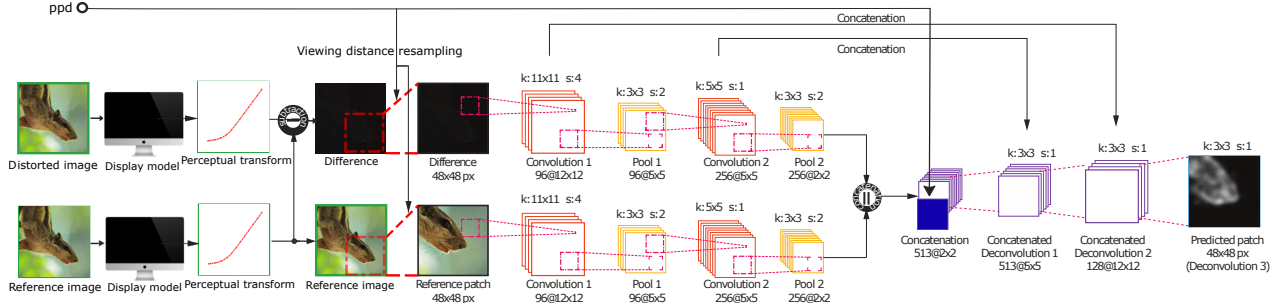 ppd
Concatenation
Concatenation
Viewing distance resampling
k:11x11 s:4
k:3x3 s:2
k:5x5 s:1
k:3x3 s:2
subtraction
Distorted image
Display model
Perceptual transform
Difference
Difference
48x48 px
Convolution 1
96@12x12
Pool 1
96@5x5
Convolution 2
256@5x5
Pool 2
256@2x2
k:3x3 s:1
k:3x3 s:1
k:3x3 s:1
k:11x11 s:4
k:3x3 s:2
k:5x5 s:1
k:3x3 s:2
Concatenation
513@2x2
Concatenated
Deconvolution 1
513@5x5
Concatenated
Deconvolution 2
128@12x12
Predicted patch
48x48 px
(Deconvolution 3)
Reference image
Display model
Perceptual transform
Reference image
Reference patch
48x48 px
Convolution 1
96@12x12
Pool 1
96@5x5
Convolution 2
256@5x5
Pool 2
256@2x2